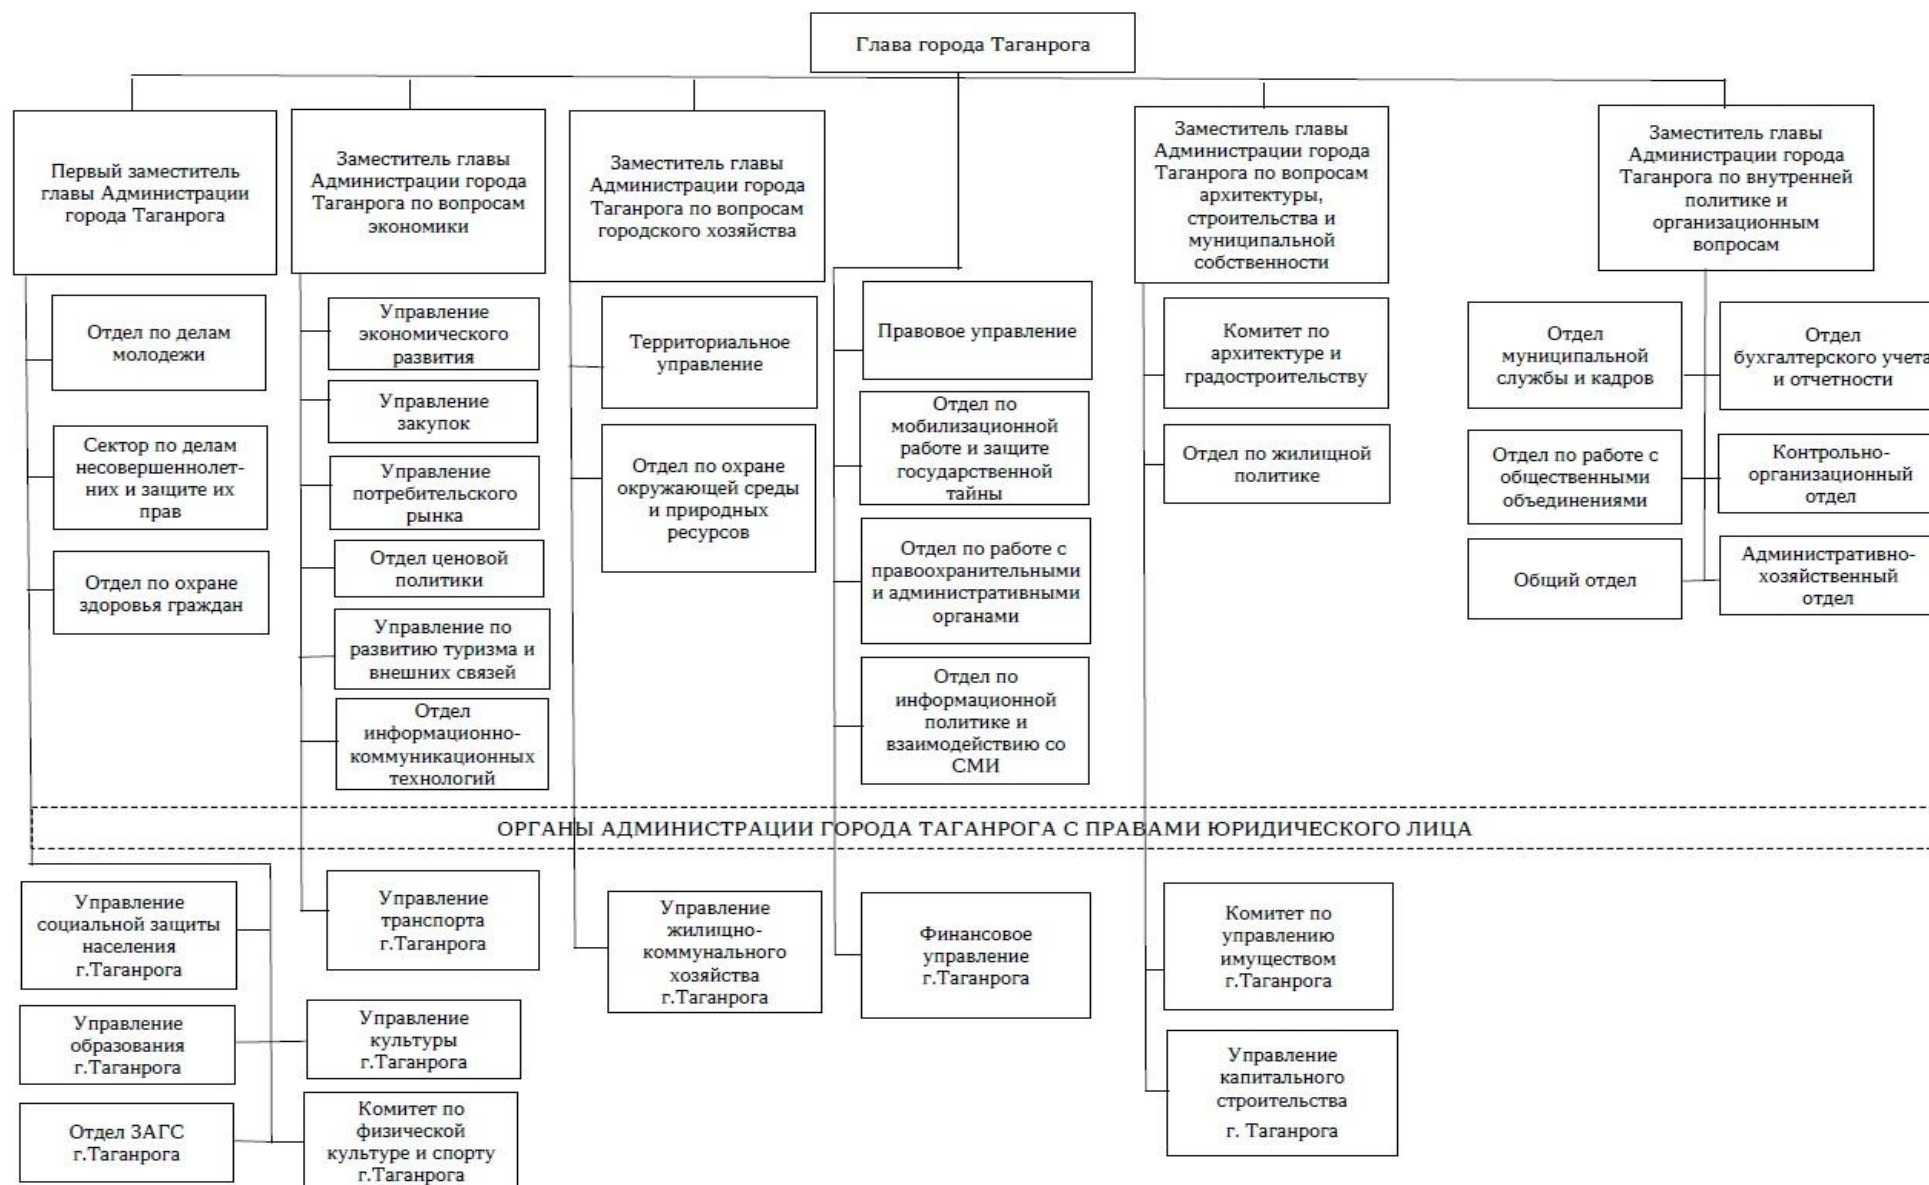 Глава города Таганрога
Первый заместитель
главы Администрации
города Таганрога
Заместитель главы
Администрации города
Таганрога по вопросам
экономики
Заместитель главы
Администрации города
Таганрога по вопросам
городского хозяйства
Заместитель главы
Администрации города
Таганрога по вопросам
архитектуры,
строительства и
муниципальной
собственности
Заместитель главы
Администрации города
Таганрога по внутренней
политике и
организационным
вопросам
Отдел по делам
молодежи
Сектор по делам
несовершеннолет-
них и защите их
прав
Отдел по охране
здоровья граждан
Управление
экономического
развития
Управление
закупок
Управление
потребительского
рынка
Отдел ценовой
политики
Управление по
развитию туризма и
внешних связей
Отдел
информационно-
коммуникационных
технологий
Территориальное
управление
Отдел по охране
окружающей среды
и природных
ресурсов
Правовое управление
Отдел по
мобилизационной
работе и защите
государственной
тайны
Отдел по работе с
правоохранительными
и административными
органами
Отдел по
информационной
политике и
взаимодействию со
СМИ
Комитет по
архитектуре и
градостроительству
Отдел по жилищной
политике
Отдел
муниципальной
службы и кадров
Отдел по работе с
общественными
объединениями
Общий отдел
Отдел
бухгалтерского учета
и отчетности
Контрольно-
организационный
отдел
Административно-
хозяйственный
отдел
ОРГАНЫ АДМИНИСТРАЦИИ ГОРОДА ТАГАНРОГА С ПРАВАМИ ЮРИДИЧЕСКОГО ЛИЦА
Управление
социальной защиты
населения
г.Таганрога
Управление
образования
г.Таганрога
Отдел ЗАГС
г.Таганрога
Управление
транспорта
г.Таганрога
Управление
культуры
г.Таганрога
Комитет по
физической
культуре и спорту
г.Таганрога
Управление
жилищно-
коммунального
хозяйства
г.Таганрога
Финансовое
управление
г.Таганрога
Комитет по
управлению
имуществом
г.Таганрога
Управление
капитального
строительства
г. Таганрога